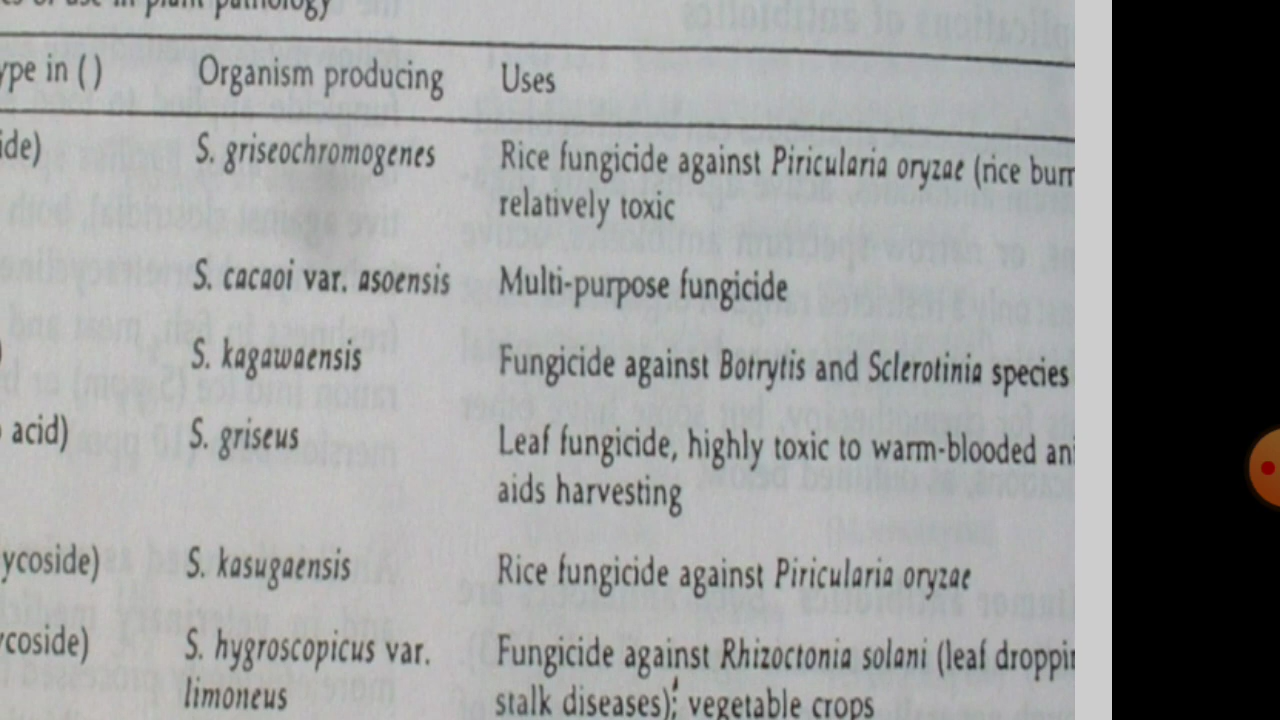 of use in plant pathology
ype in ( ) Organism producing Uses
ide) S. griseochromogenes Rice fungicide against Piricularia oryzae (rice burn
relatively toxic
S. cacaoi var. asoensis Multi-purpose fungicide
) S. kagawaensis Fungicide against Botrytis and Sclerotinia species
acid) S. griseus Leaf fungicide, highly toxic to warm-blooded ani
aids harvesting
ycoside) S. kasugaensis Rice fungicide against Piricularia oryzae
ycoside) S. hygroscopicus var. Fungicide against Rhizoctonia solani (leaf droppin
limoneus stalk diseases); vegetable crops